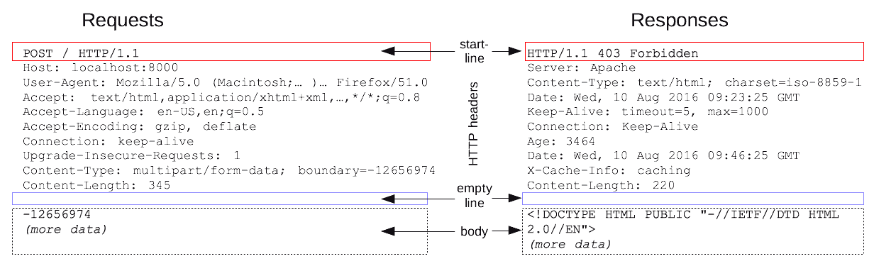 Requests
POST / HTTP/1.1
Host: localhost:8000
User-Agent: Mozilla/5.0 (Macintosh;… )… Firefox/51.0
Accept: text/html,application/xhtml+xml,…,*/*;q=0.8
Accept-Language: en-US,en;q=0.5
Accept-Encoding: gzip, deflate
Connection: keep-alive
Upgrade-Insecure-Requests: 1
Content-Type: multipart/form-data; boundary=-12656974
Content-Length: 345
-12656974
(more data)
start-
line
HTTP headers
empty
line
body
Responses
HTTP/1.1 403 Forbidden
Server: Apache
Content-Type: text/html; charset=iso-8859-1
Date: Wed, 10 Aug 2016 09:23:25 GMT
Keep-Alive: timeout=5, max=1000
Connection: Keep-Alive
Age: 3464
Date: Wed, 10 Aug 2016 09:46:25 GMT
X-Cache-Info: caching
Content-Length: 220
<!DOCTYPE HTML PUBLIC "-//IETF//DTD HTML
2.0//EN">
(more data)